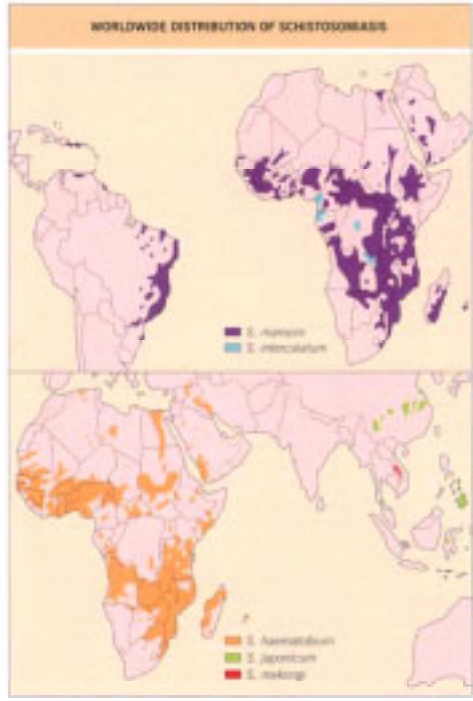 WORLDWIDE DISTRIBUTION OF SCHISTOSOMIASIS
S. mansoni
S. intercalatum
S. haematobium
S. japonicum
S. mekongi